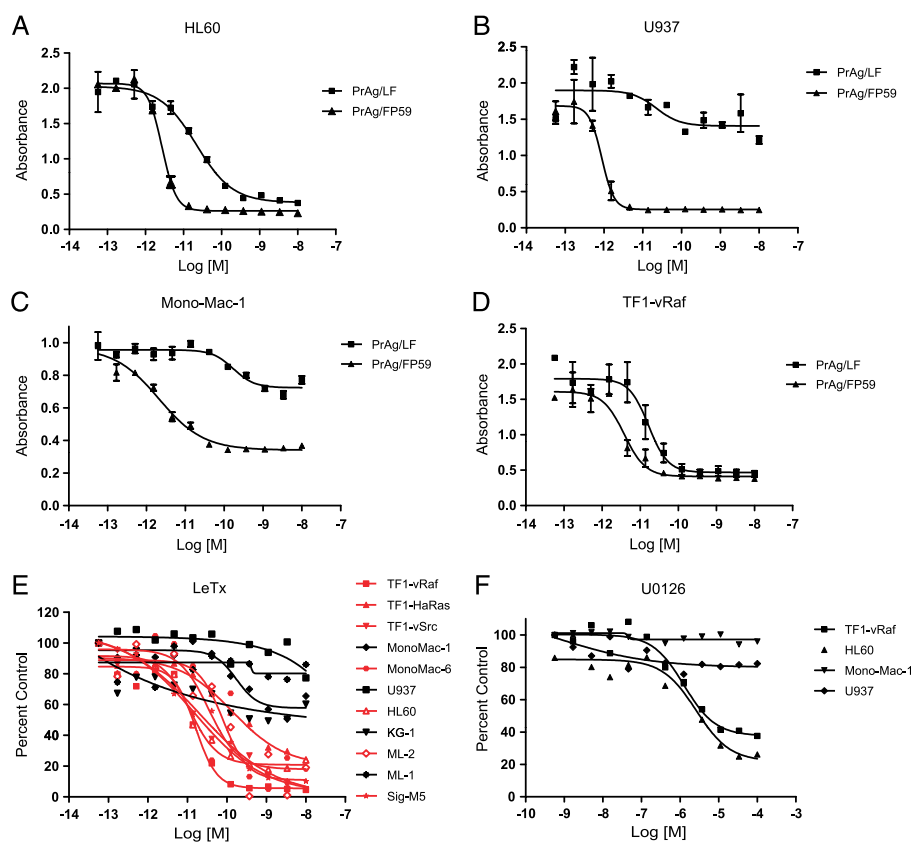 A
HL60
Absorbance
2.5
2.0
1.5
1.0
0.5
0.0
-14 -13 -12 -11 -10 -9 -8 -7
Log [M]
PrAg/LF
PrAg/FP59
B
U937
Absorbance
2.5
2.0
1.5
1.0
0.5
0.0
-14 -13 -12 -11 -10 -9 -8 -7
Log [M]
PrAg/LF
PrAg/FP59
C
Mono-Mac-1
Absorbance
1.0
0.8
0.6
0.4
0.2
0.0
-14 -13 -12 -11 -10 -9 -8 -7
Log [M]
PrAg/LF
PrAg/FP59
D
TF1-vRaf
Absorbance
2.5
2.0
1.5
1.0
0.5
0.0
-14 -13 -12 -11 -10 -9 -8 -7
Log [M]
PrAg/LF
PrAg/FP59
E
LeTx
Percent Control
120
100
80
60
40
20
0
-14 -13 -12 -11 -10 -9 -8 -7
Log [M]
TF1-vRaf
TF1-HaRas
TF1-vSrc
MonoMac-1
MonoMac-6
U937
HL60
KG-1
ML-2
ML-1
Sig-M5
F
U0126
Percent Control
100
80
60
40
20
0
-10 -9 -8 -7 -6 -5 -4 -3
Log [M]
TF1-vRaf
HL60
Mono-Mac-1
U937